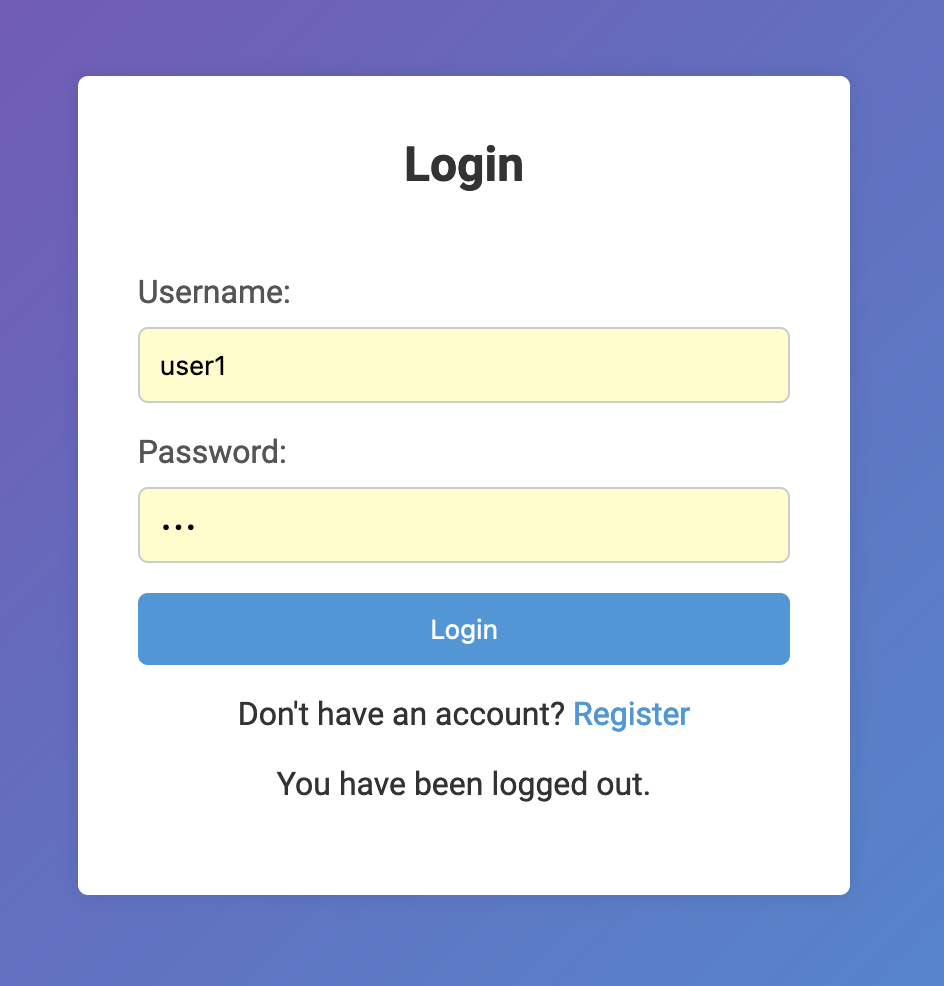 Login
Username:
user1
Password:
•••
Login
Don't have an account? Register
You have been logged out.